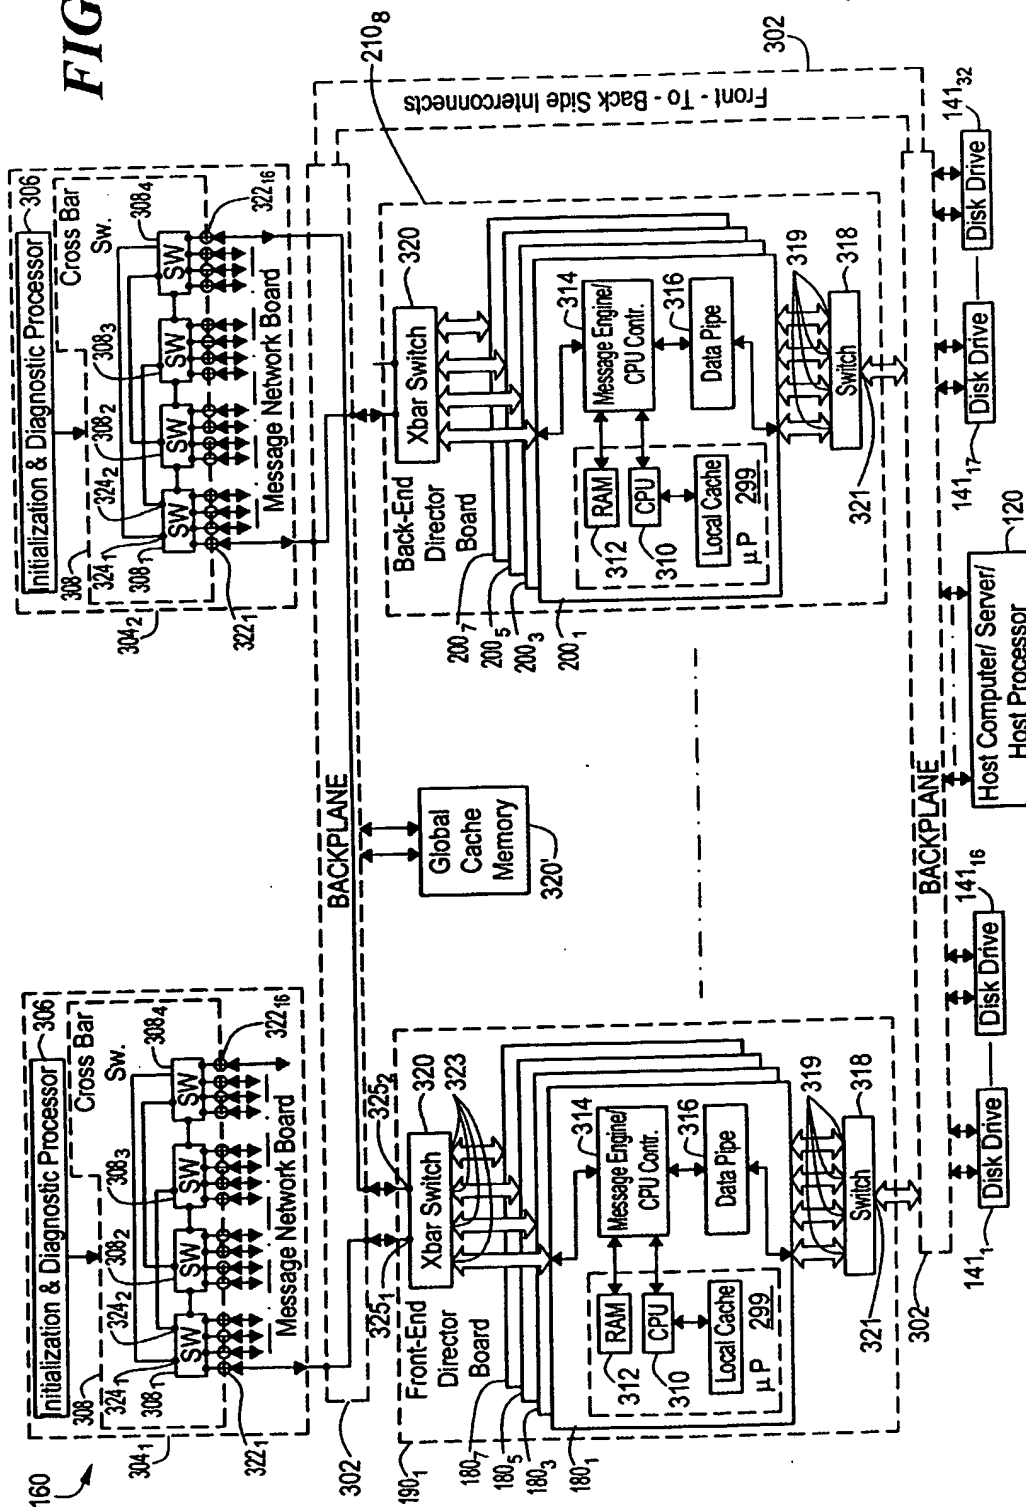 FIG
160
306
Initialization & Diagnostic Processor
308
Cross Bar
Sw.
308₄
308₃
308₂
308₁
324₂
324₁
SW
SW
SW
SW
322₁₆
322₁
Message Network Board
304₁
306
Initialization & Diagnostic Processor
308
Cross Bar
Sw.
308₄
308₃
308₂
308₁
324₂
324₁
SW
SW
SW
SW
322₁₆
322₁
Message Network Board
304₂
302
BACKPLANE
Global
Cache
Memory
320'
Front - To - Back Side Interconnects
302
190₁
Front-End
Director
Board
325₁
325₂
320
Xbar Switch
323
180₇
180₅
180₃
180₁
314
Message Engine/
CPU Contr.
316
Data Pipe
RAM
312
CPU
310
Local Cache
299
μ P
319
318
Switch
321
210₈
Back-End
Director
Board
320
Xbar Switch
200₇
200₅
200₃
200₁
314
Message Engine/
CPU Contr.
316
Data Pipe
RAM
312
CPU
310
Local Cache
299
μ P
319
318
Switch
321
302
BACKPLANE
Disk Drive
141₁
Disk Drive
141₁₆
Host Computer/ Server/
Host Processor
120
Disk Drive
141₁₇
Disk Drive
141₃₂